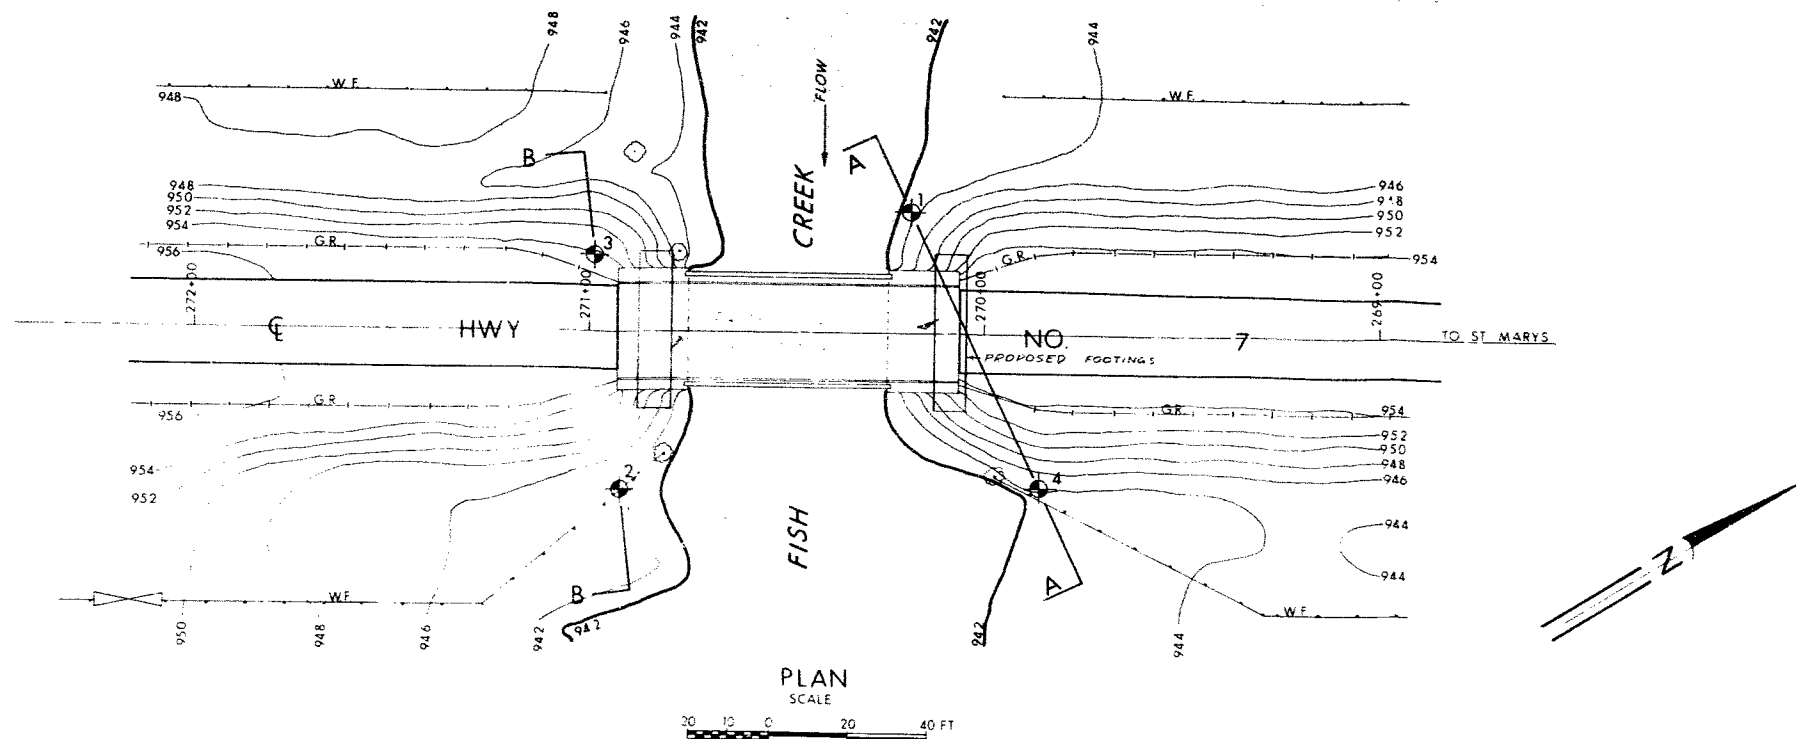 948
946
944
942
942
944
W.F.
948
W.F.
FLOW
B
A
CREEK
1
948
950
952
954
956
G.R.
3
946
948
950
952
954
G.R.
272+00
271+00
270+00
269+00
℄
HWY
NO.
7
TO ST MARYS
PROPOSED FOOTINGS
956
G.R.
954
952
2
G.R.
954
952
950
948
946
4
944
944
FISH
B
A
W.F.
W.F.
950
948
946
942
942
942
944
N
PLAN
SCALE
20 10 0 20 40 FT